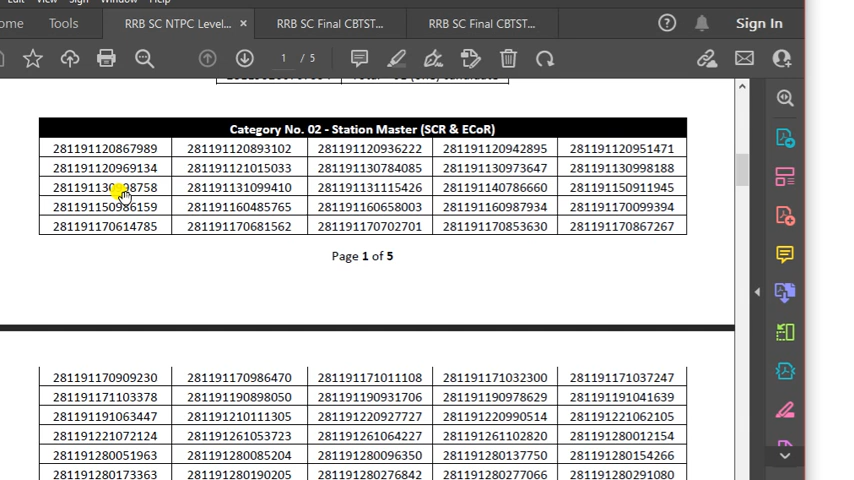 ome Tools RRB SC NTPC Level... × RRB SC Final CBTST... RRB SC Final CBTST... Sign In
1 / 5
Category No. 02 - Station Master (SCR & ECoR)
281191120867989 281191120893102 281191120936222 281191120942895 281191120951471
281191120969134 281191121015033 281191130784085 281191130973647 281191130998188
281191131099410 281191131115426 281191140786660 281191150911945
281191150986159 281191160485765 281191160658003 281191160987934 281191170099394
281191170614785 281191170681562 281191170702701 281191170853630 281191170867267
Page 1 of 5
281191170909230 281191170986470 281191171011108 281191171032300 281191171037247
281191171103378 281191190898050 281191190931706 281191190978629 281191191041639
281191191063447 281191210111305 281191220927727 281191220990514 281191221062105
281191221072124 281191261053723 281191261064227 281191261102820 281191280012154
281191280051963 281191280085204 281191280096350 281191280137750 281191280154266
281191280173363 281191280190205 281191280276842 281191280277066 281191280291080